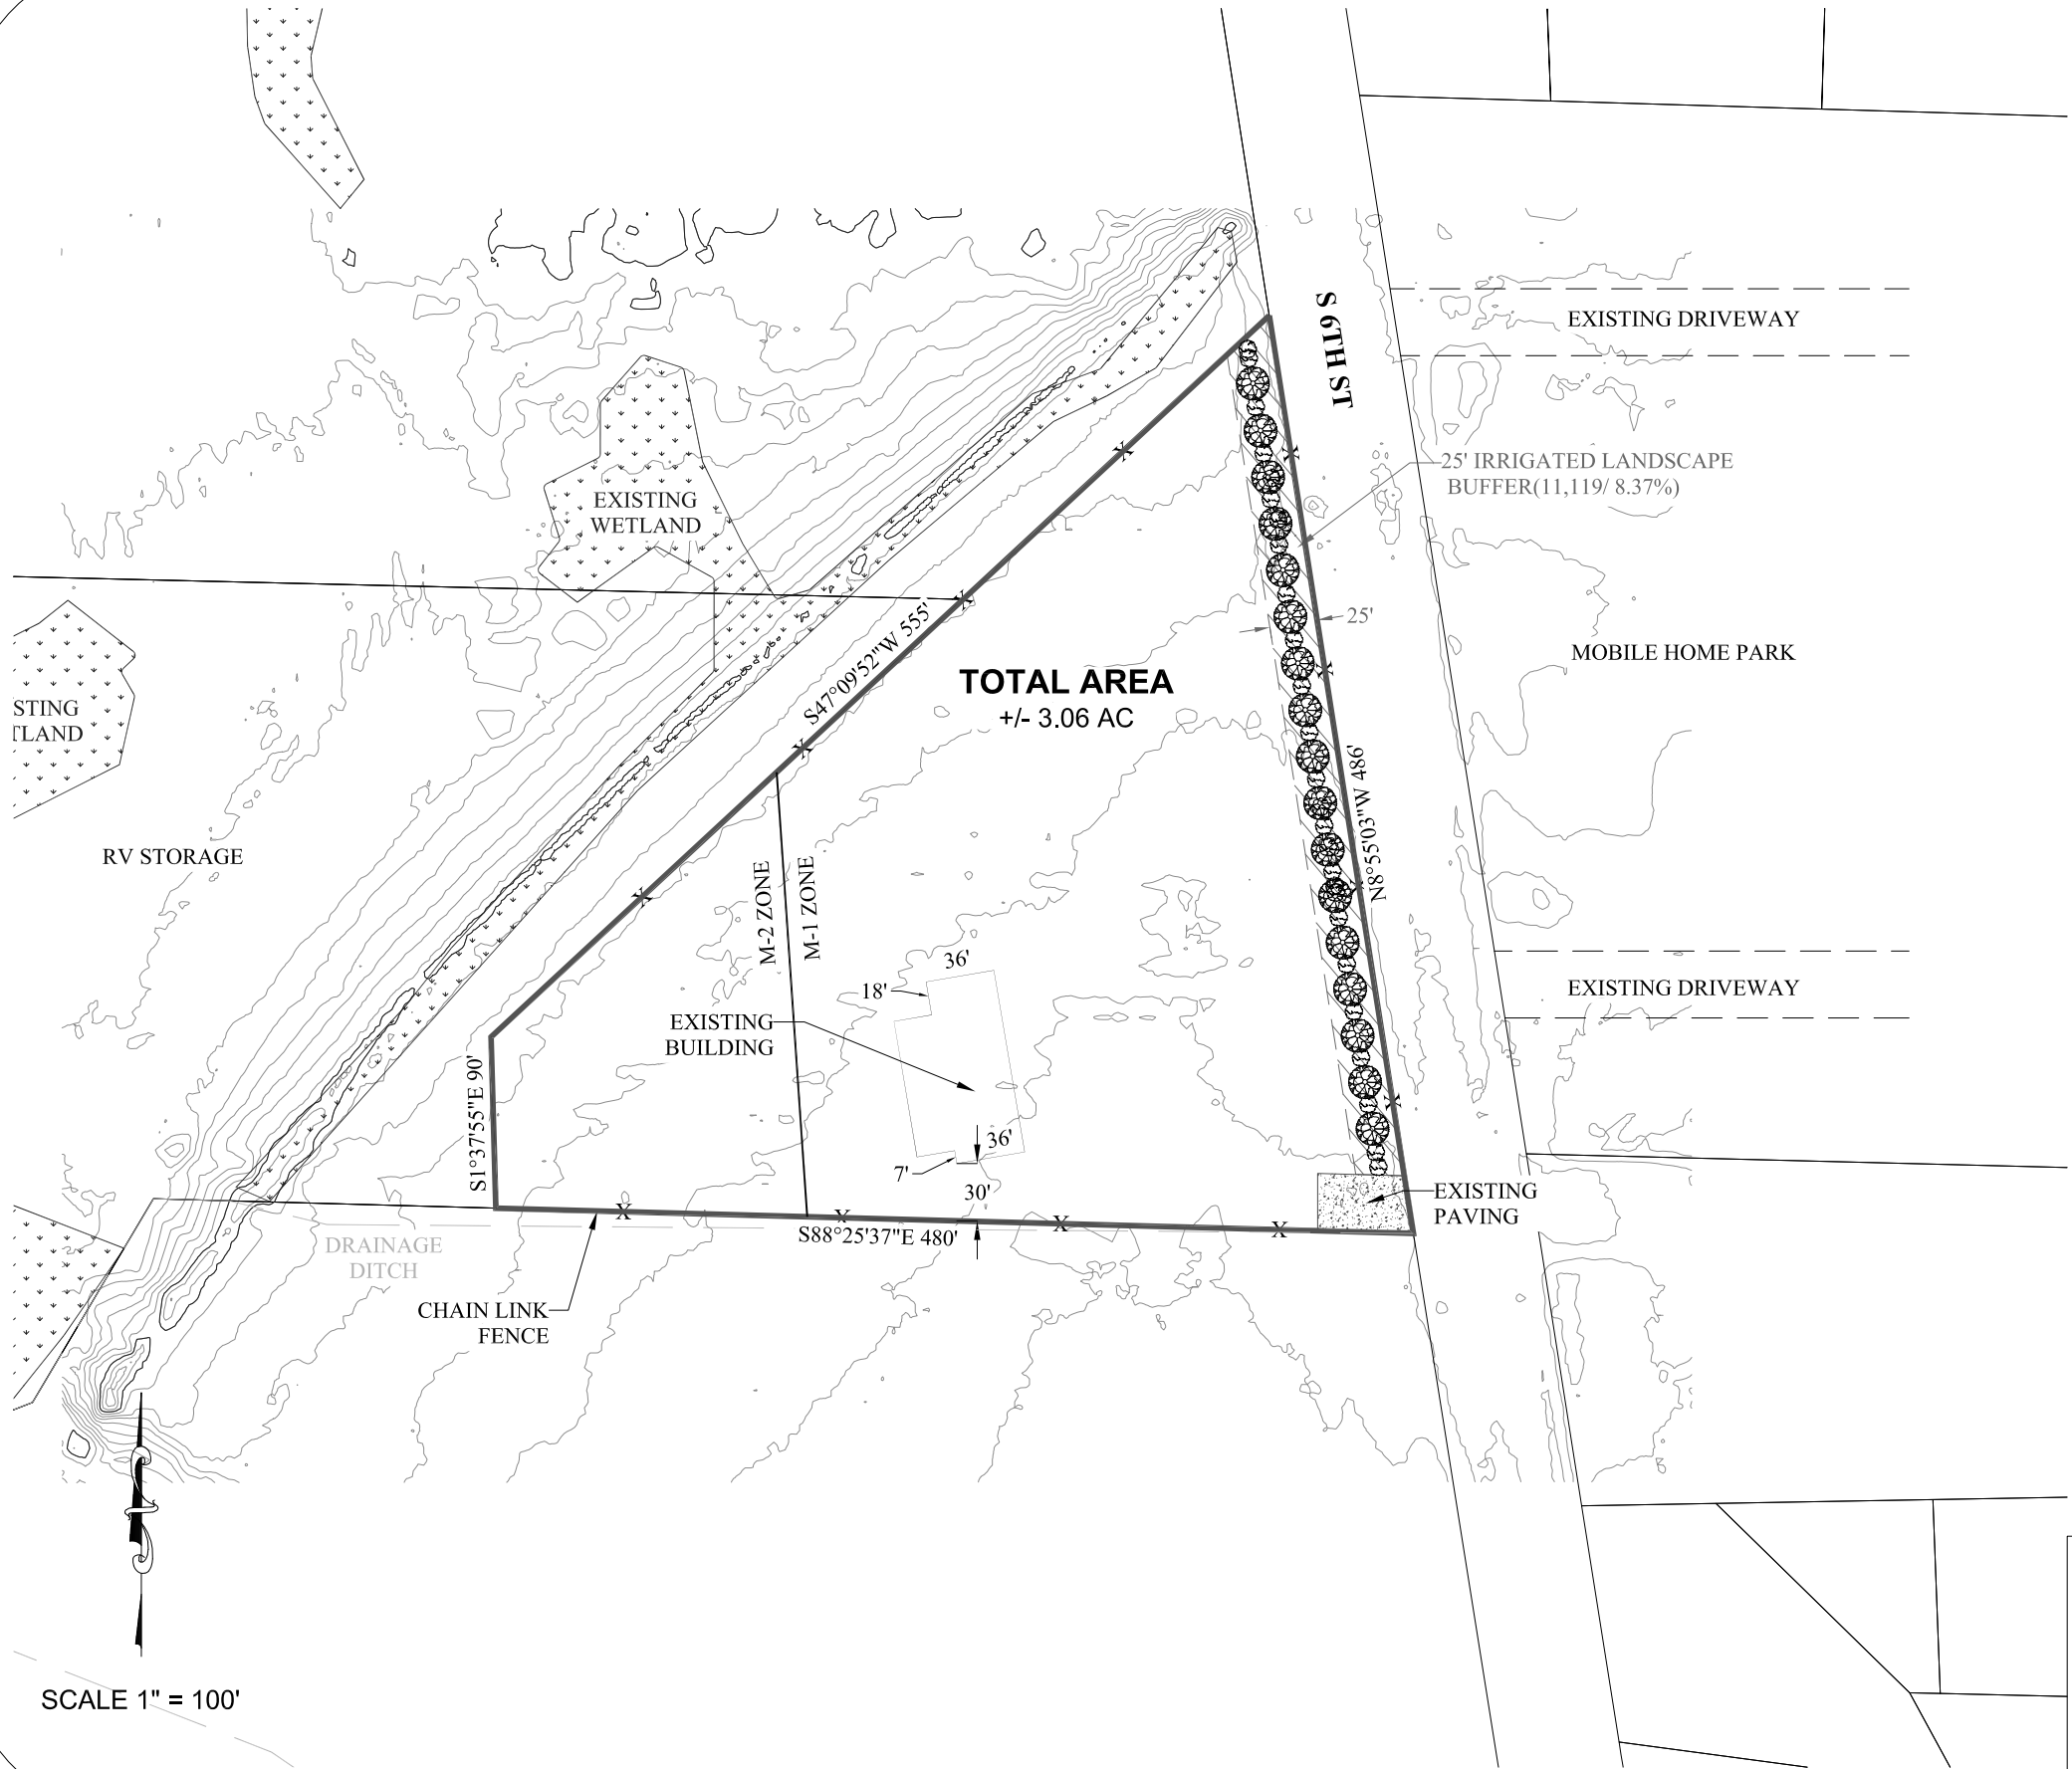 S 9TH ST
EXISTING DRIVEWAY
25' IRRIGATED LANDSCAPE
BUFFER(11,119/ 8.37%)
EXISTING
WETLAND
25'
S47°09'52"W 555'
MOBILE HOME PARK
TOTAL AREA
+/- 3.06 AC
STING
TLAND
N8°55'03"W 486'
RV STORAGE
M-2 ZONE
M-1 ZONE
36'
18'
EXISTING DRIVEWAY
EXISTING
BUILDING
S1°37'55"E 90'
36'
7'
30'
EXISTING
PAVING
S88°25'37"E 480'
DRAINAGE
DITCH
CHAIN LINK
FENCE
SCALE 1" = 100'